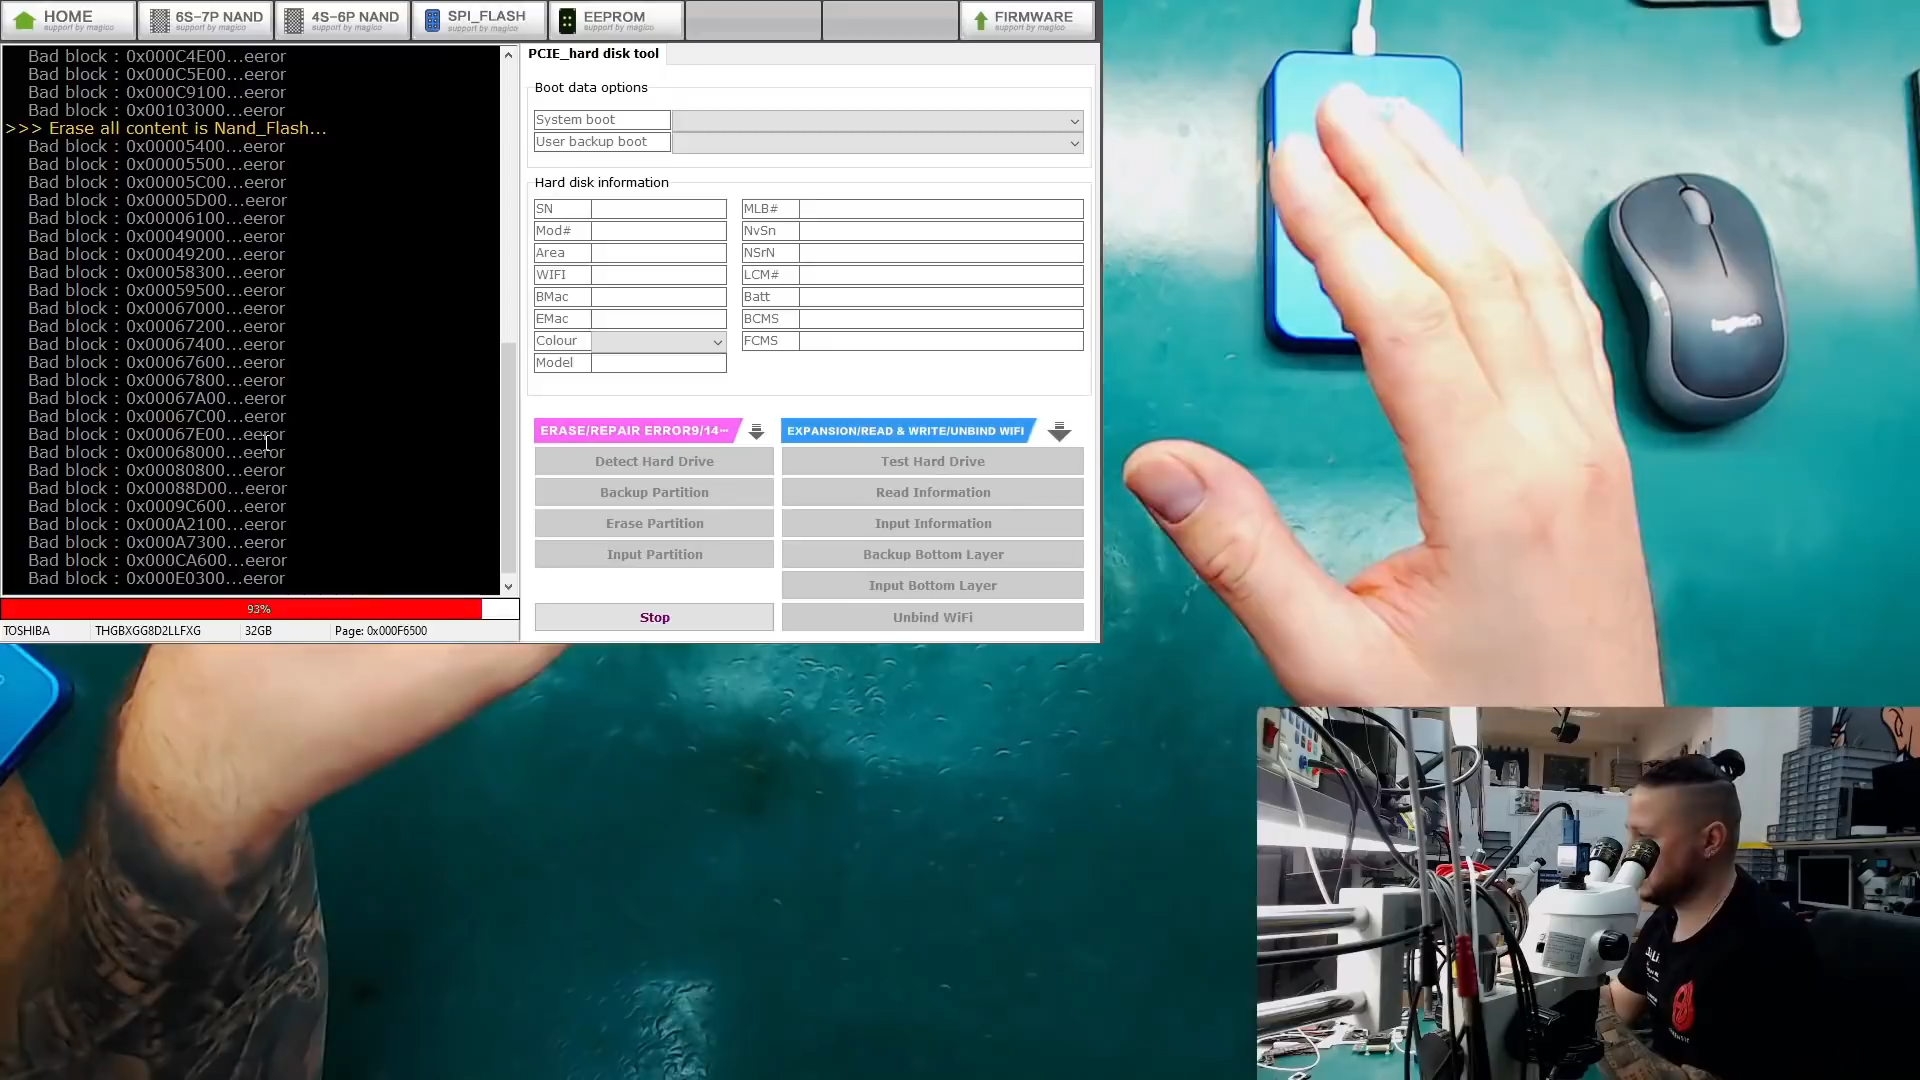 HOME
support by magico
6S-7P NAND
support by magico
4S-6P NAND
support by magico
SPI_FLASH
support by magico
EEPROM
support by magico
FIRMWARE
support by magico
Bad block : 0x000C4E00...eeror
Bad block : 0x000C5E00...eeror
Bad block : 0x000C9100...eeror
Bad block : 0x00103000...eeror
>>> Erase all content is Nand_Flash...
Bad block : 0x00005400...eeror
Bad block : 0x00005500...eeror
Bad block : 0x00005C00...eeror
Bad block : 0x00005D00...eeror
Bad block : 0x00006100...eeror
Bad block : 0x00049000...eeror
Bad block : 0x00049200...eeror
Bad block : 0x00058300...eeror
Bad block : 0x00059500...eeror
Bad block : 0x00067000...eeror
Bad block : 0x00067200...eeror
Bad block : 0x00067400...eeror
Bad block : 0x00067600...eeror
Bad block : 0x00067800...eeror
Bad block : 0x00067A00...eeror
Bad block : 0x00067C00...eeror
Bad block : 0x00067E00...eeror
Bad block : 0x00068000...eeror
Bad block : 0x00080800...eeror
Bad block : 0x00088D00...eeror
Bad block : 0x0009C600...eeror
Bad block : 0x000A2100...eeror
Bad block : 0x000A7300...eeror
Bad block : 0x000CA600...eeror
Bad block : 0x000E0300...eeror
93%
TOSHIBA THGBXGG8D2LLFXG 32GB Page: 0x000F6500
PCIE_hard disk tool
Boot data options
System boot
User backup boot
Hard disk information
SN MLB#
Mod# NvSn
Area NSrN
WIFI LCM#
BMac Batt
EMac BCMS
Colour FCMS
Model
ERASE/REPAIR ERROR9/14··· EXPANSION/READ & WRITE/UNBIND WIFI
Detect Hard Drive Test Hard Drive
Backup Partition Read Information
Erase Partition Input Information
Input Partition Backup Bottom Layer
Input Bottom Layer
Stop Unbind WiFi
logitech